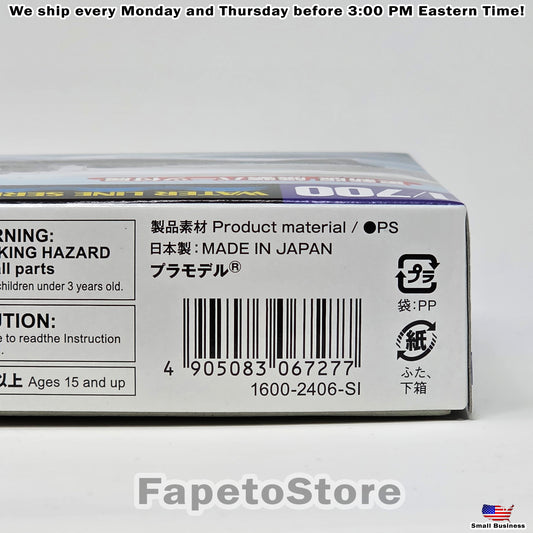 We ship every Monday and Thursday before 3:00 PM Eastern Time!
1/700
WATER LINE SERI
製品素材 Product material / ●PS
日本製：MADE IN JAPAN
プラモデル®
RNING:
KING HAZARD
all parts
children under 3 years old.
UTION:
e to readthe Instruction
以上 Ages 15 and up
プラ
袋:PP
紙
ふた、
下箱
4 905083 067277
1600-2406-SI
FapetoStore
Small Business